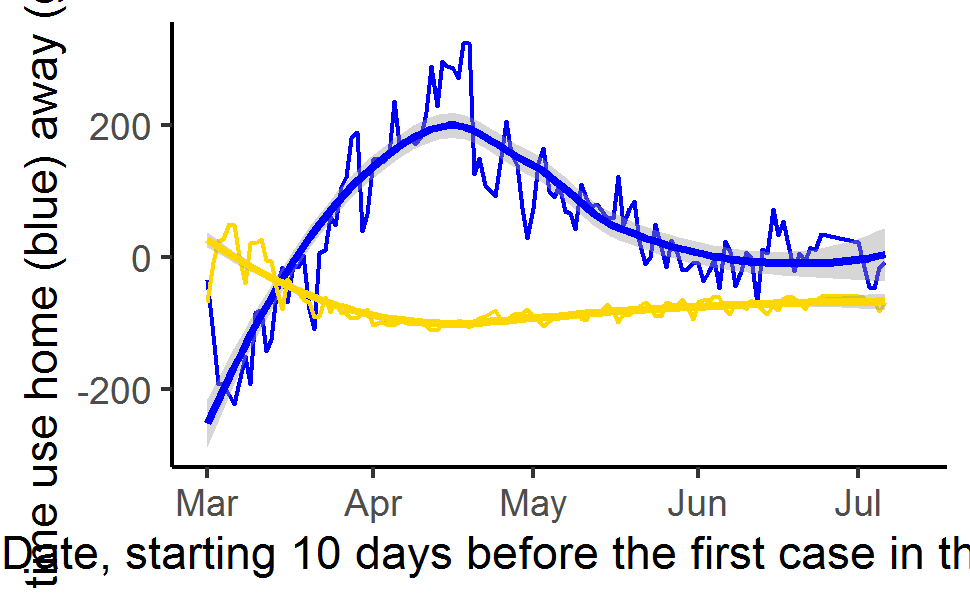 time use home (blue) away (
200
0
-200
Mar Apr May Jun Jul
Date, starting 10 days before the first case in th